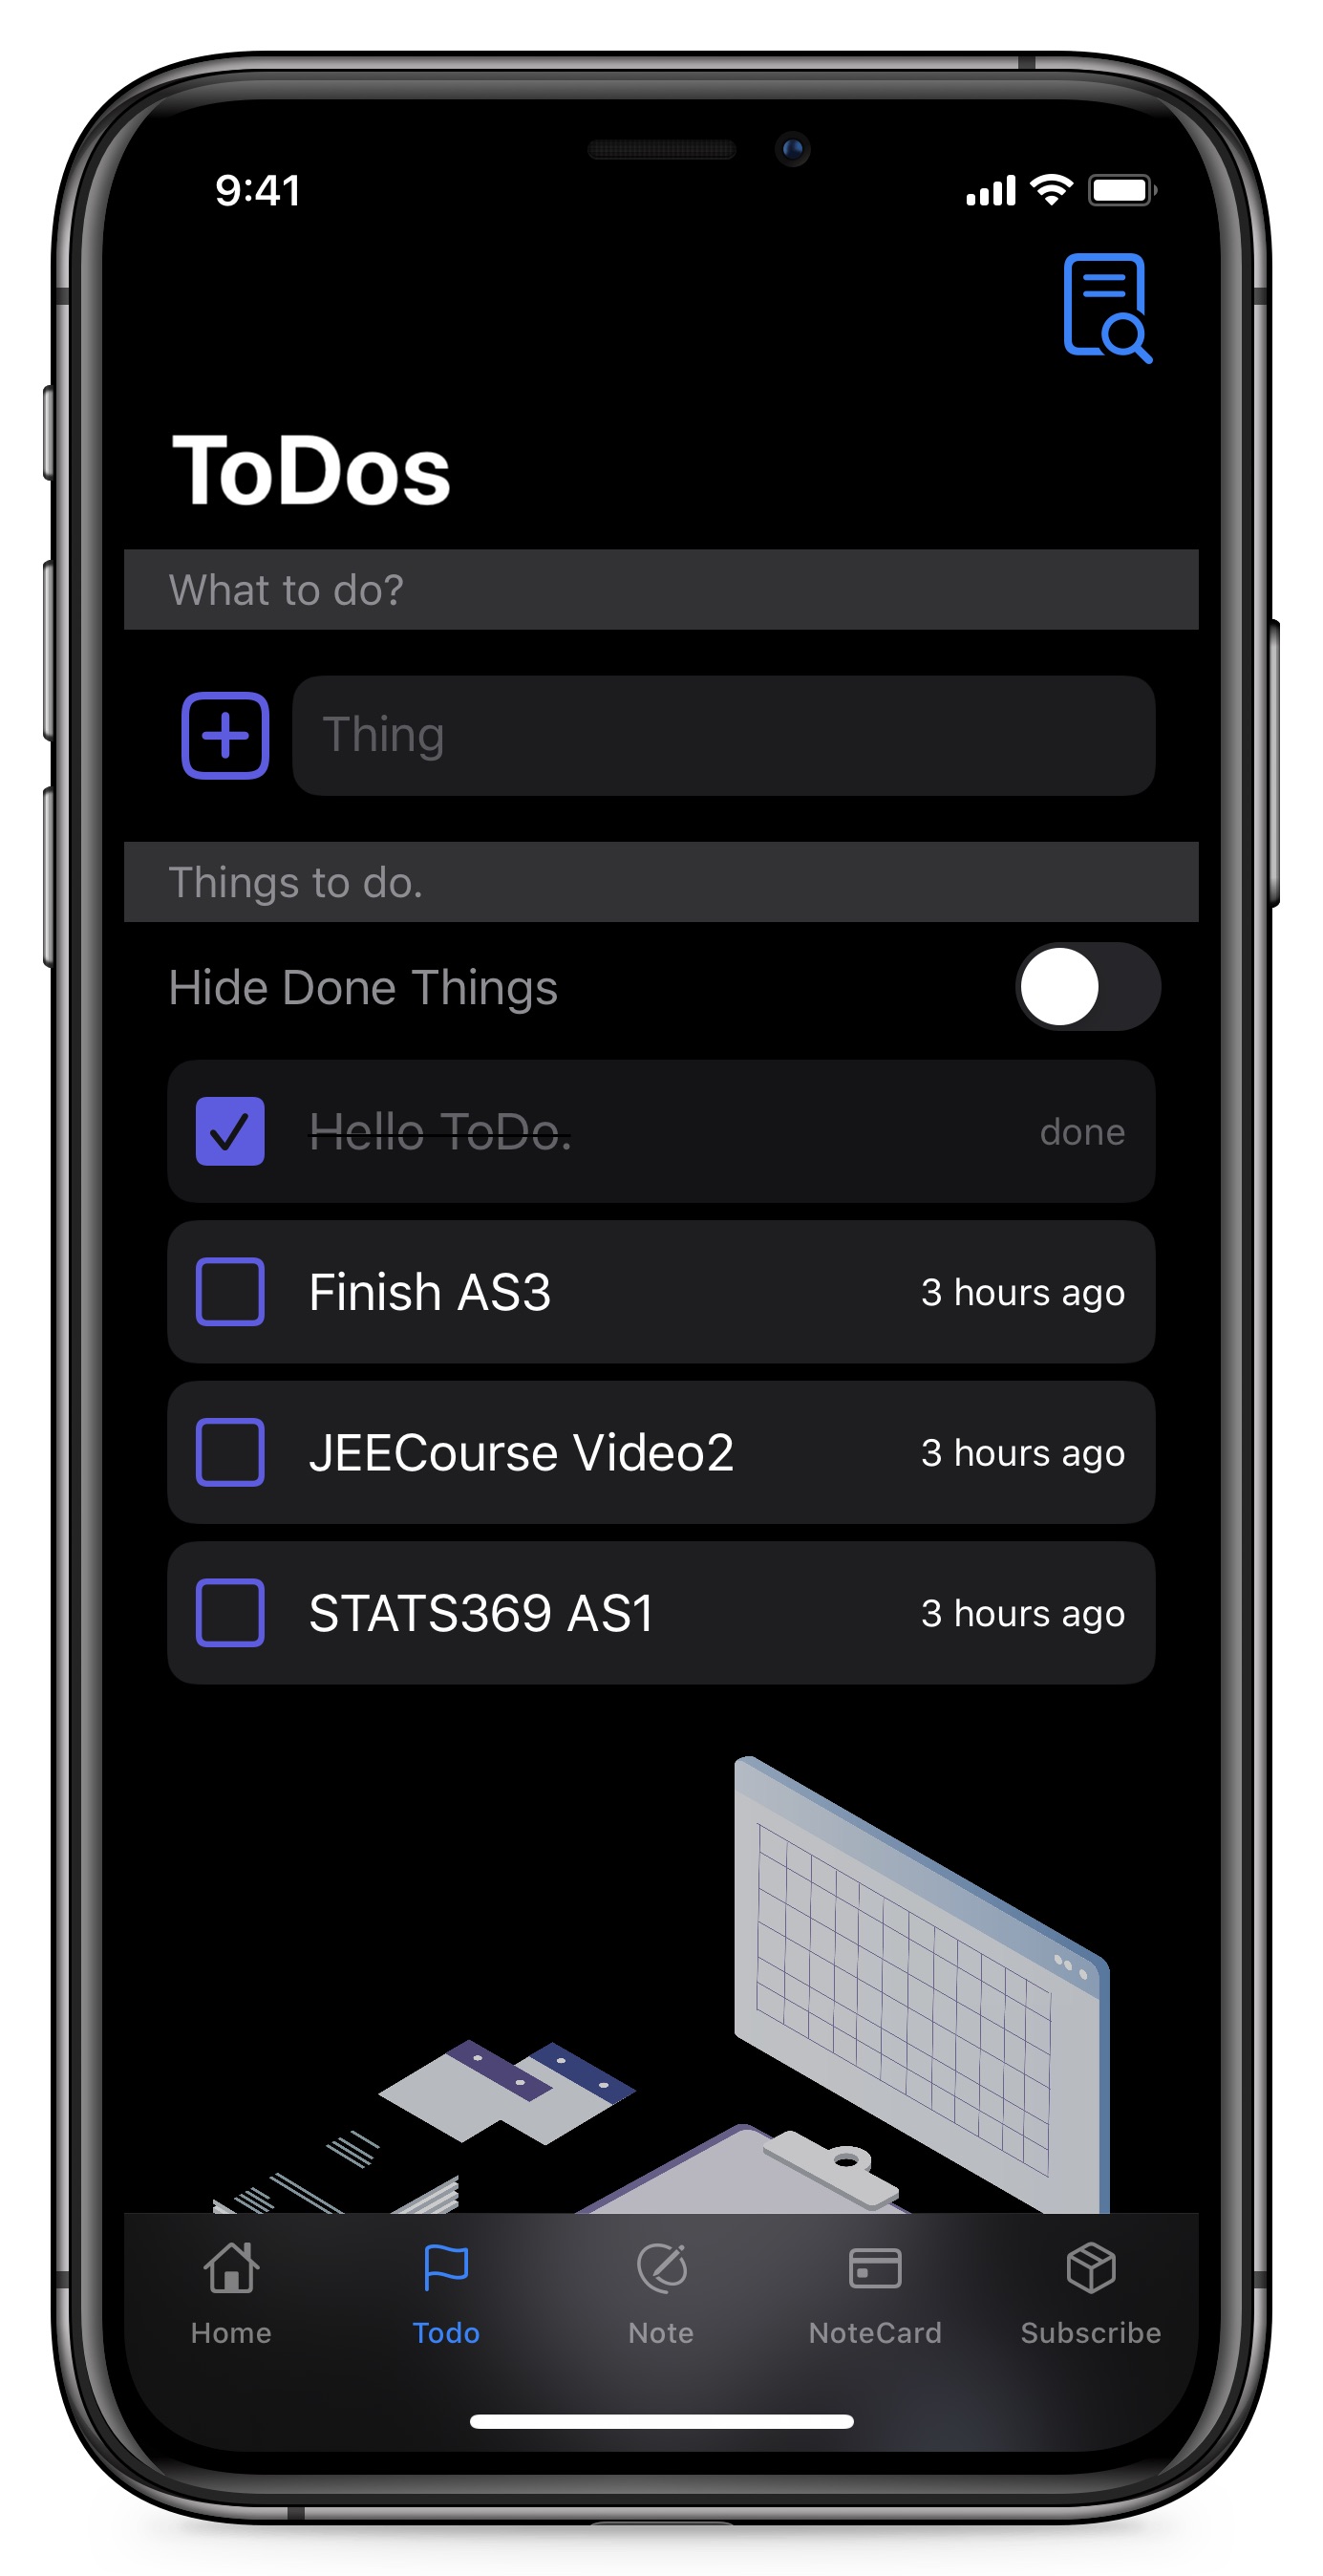 9:41
ToDos
What to do?
Thing
Things to do.
Hide Done Things
Hello ToDo. done
Finish AS3 3 hours ago
JEECourse Video2 3 hours ago
STATS369 AS1 3 hours ago
Home Todo Note NoteCard Subscribe